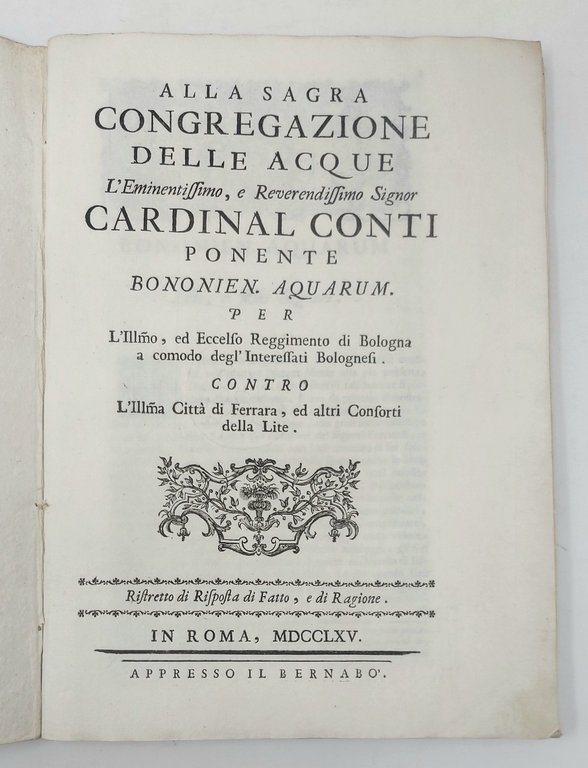 ALLA SAGRA
CONGREGAZIONE
DELLE ACQUE
L'Eminentiſſimo, e Reverendiſſimo Signor
CARDINAL CONTI
PONENTE
BONONIEN. AQUARUM.
PER
L'Illm̃o, ed Eccelſo Reggimento di Bologna
a comodo degl'Intereſſati Bologneſi.
CONTRO
L'Illm̃a Città di Ferrara, ed altri Conſorti
della Lite.
Riſtretto di Riſpoſta di Fatto, e di Ragione.
IN ROMA, MDCCLXV.
APPRESSO IL BERNABO'.